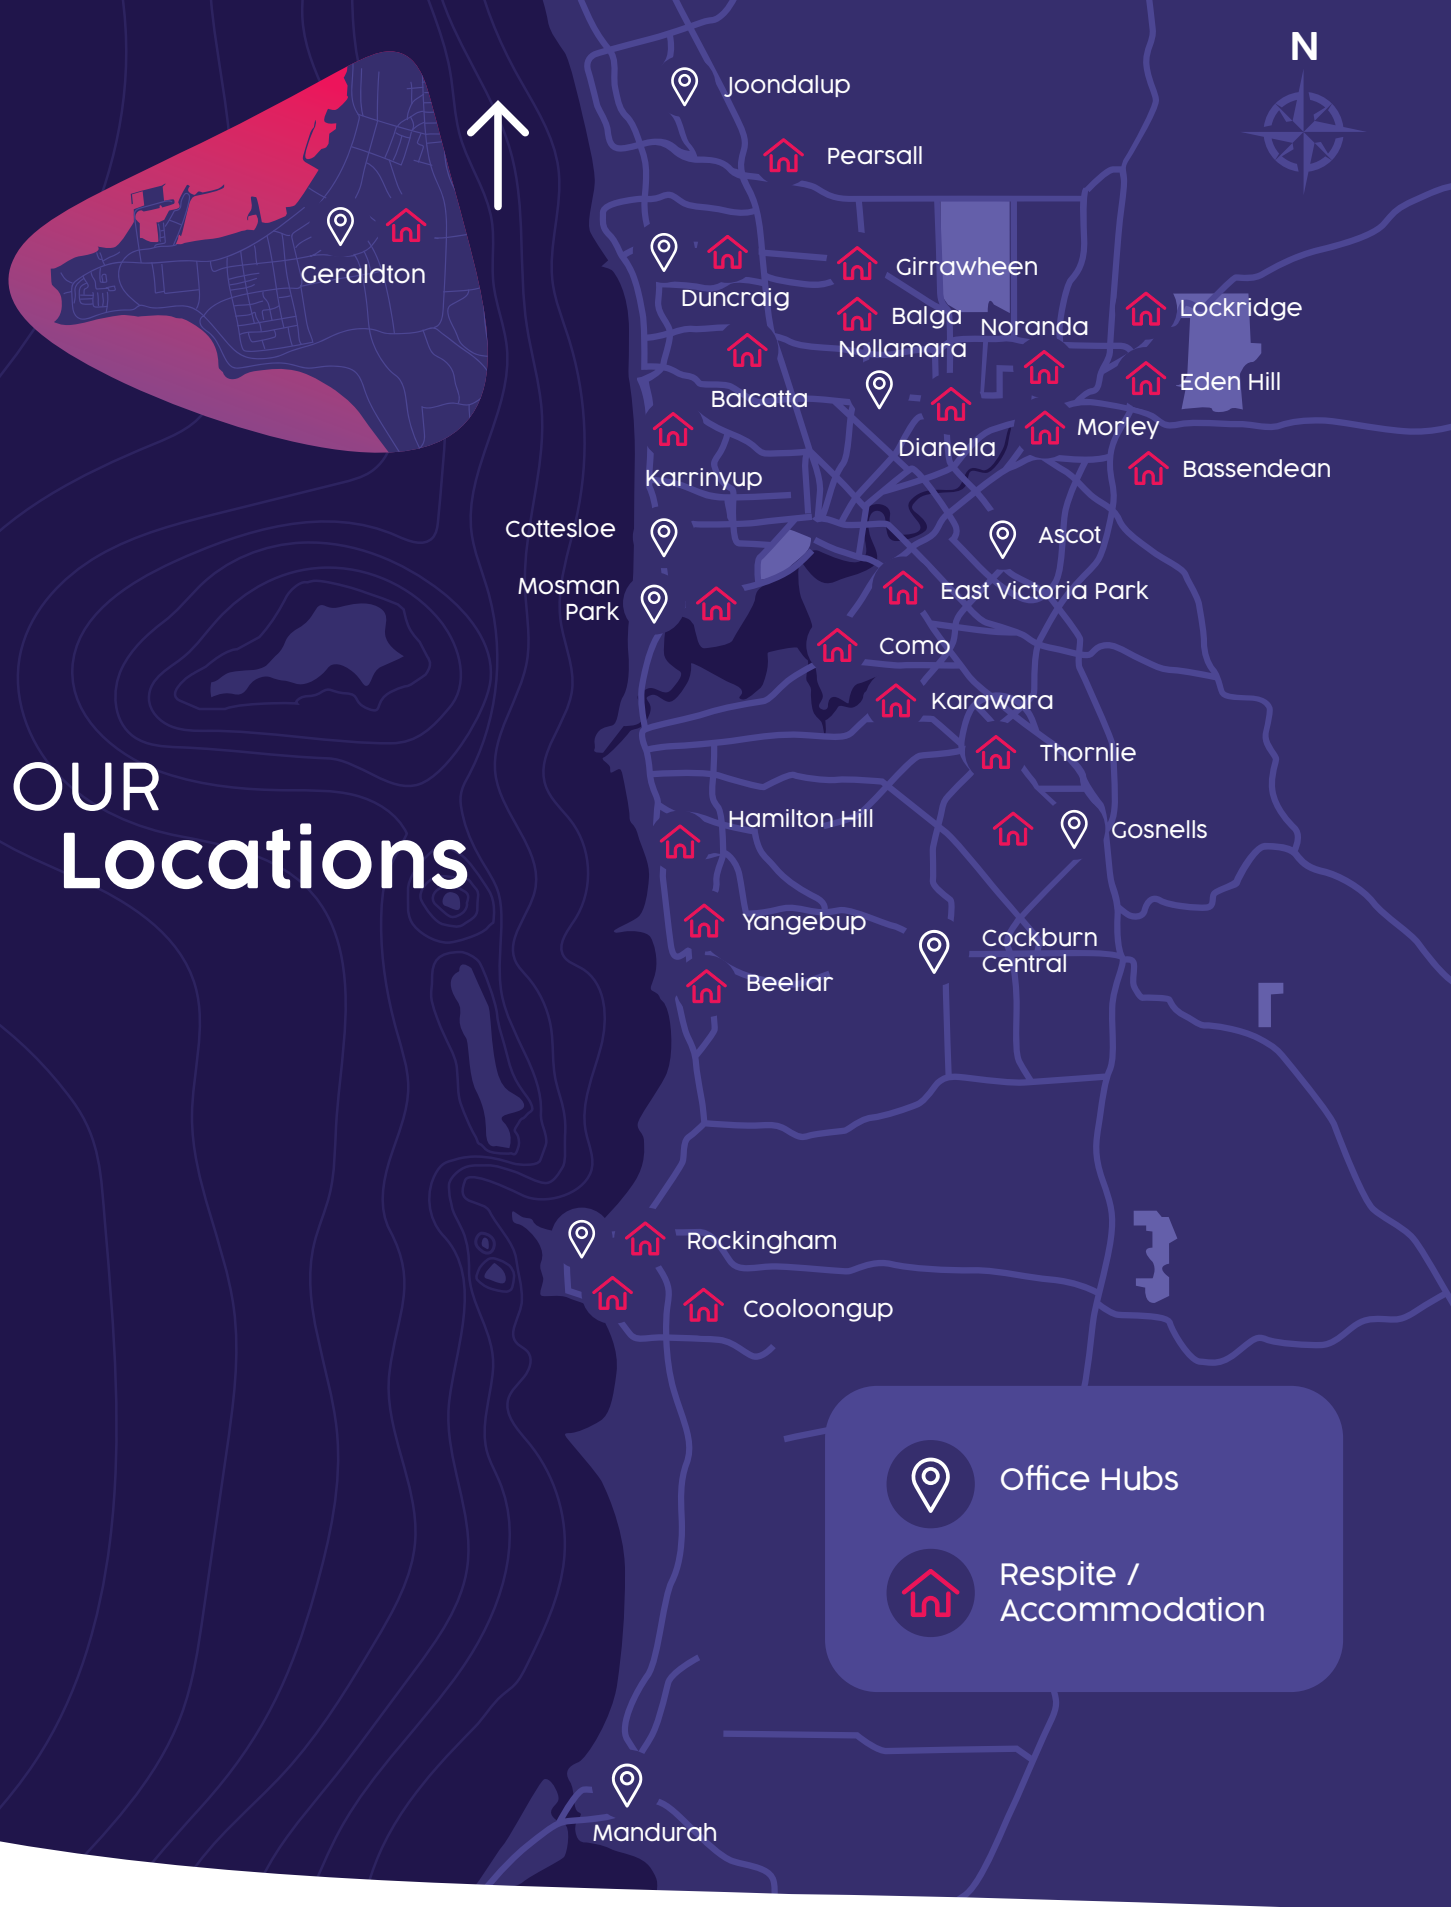 N
Joondalup
Pearsall
Geraldton
Duncraig
Girrawheen
Balga
Noranda
Lockridge
Nollamara
Eden Hill
Balcatta
Dianella
Morley
Karrinyup
Bassendean
Cottesloe
Ascot
Mosman
Park
East Victoria Park
Como
Karawara
Thornlie
OUR
Locations
Hamilton Hill
Gosnells
Yangebup
Cockburn
Central
Beeliar
Rockingham
Cooloongup
Office Hubs
Respite /
Accommodation
Mandurah